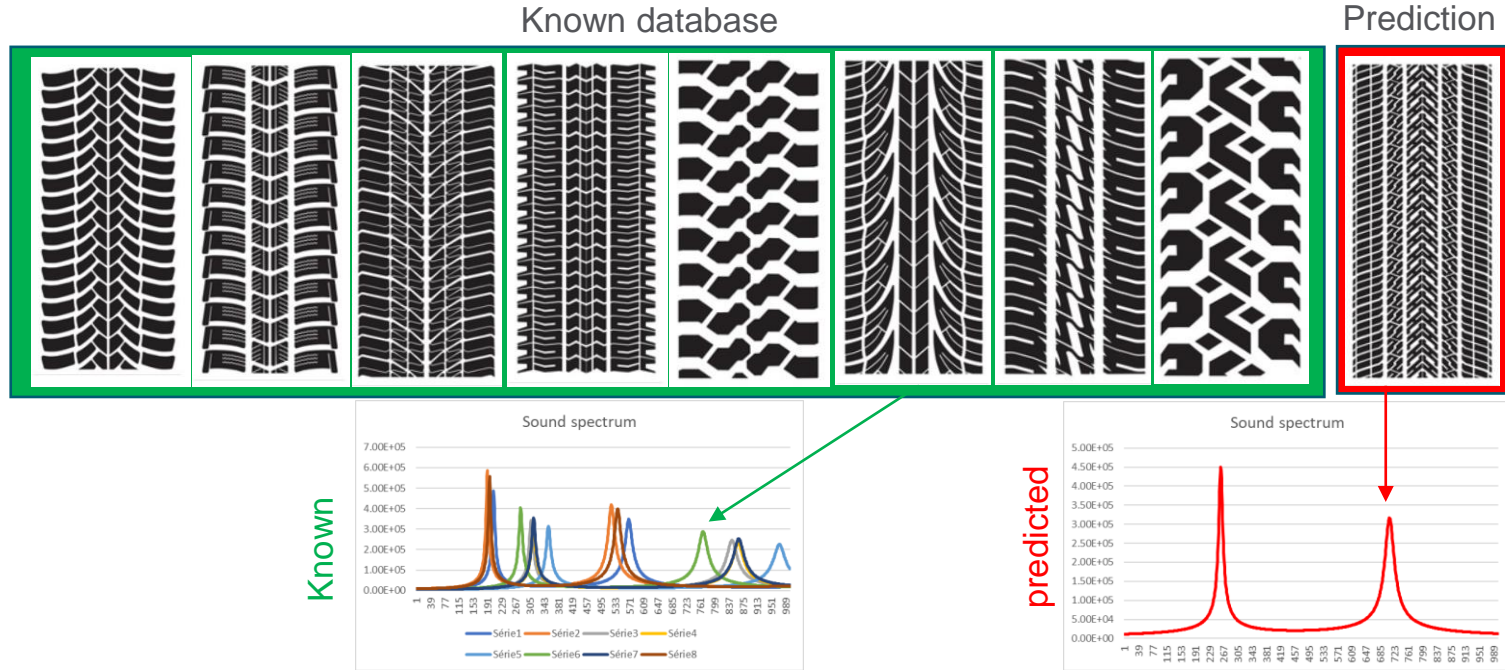 Known database
Prediction
Sound spectrum
7.00E+05
6.00E+05
5.00E+05
4.00E+05
3.00E+05
2.00E+05
1.00E+05
0.00E+00
1 39 77 115 153 191 229 267 305 343 381 419 457 495 533 571 609 647 685 723 761 799 837 875 913 951 989
Série1 Série2 Série3 Série4
Série5 Série6 Série7 Série8
Known
Sound spectrum
5.00E+05
4.50E+05
4.00E+05
3.50E+05
3.00E+05
2.50E+05
2.00E+05
1.50E+05
1.00E+05
5.00E+04
0.00E+00
1 39 77 115 153 191 229 267 305 343 381 419 457 495 533 571 609 647 685 723 761 799 837 875 913 951 989
predicted